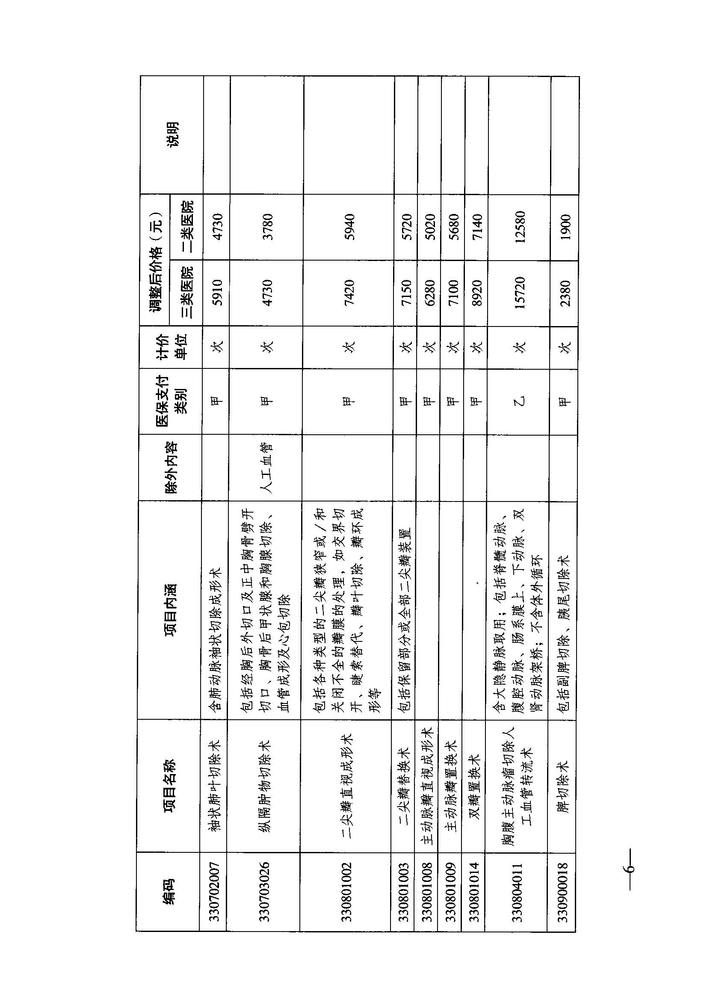 编码 项目名称 项目内涵 除外内容 医保支付类别 计价单位 调整后价格（元） 说明
三类医院 二类医院
330702007 袖状肺叶切除术 含肺动脉袖状切除成形术 甲 次 5910 4730
330703026 纵隔肿物切除术 包括经胸后外切口及正中胸骨劈开
切口、胸骨后甲状腺和胸腺切除、
血管成形及心包切除 人工血管 甲 次 4730 3780
330801002 二尖瓣直视成形术 包括各种类型的二尖瓣狭窄或/和
关闭不全的瓣膜的处理，如交界切
开、腱索替代、瓣叶切除、瓣环成
形等 甲 次 7420 5940
330801003 二尖瓣替换术 包括保留部分或全部二尖瓣装置 甲 次 7150 5720
330801008 主动脉瓣直视成形术 甲 次 6280 5020
330801009 主动脉瓣置换术 甲 次 7100 5680
330801014 双瓣置换术 甲 次 8920 7140
330804011 胸腹主动脉瘤切除人
工血管转流术 含大隐静脉取用；包括脊髓动脉、
腹腔动脉、肠系膜上、下动脉、双
肾动脉架桥；不含体外循环 乙 次 15720 12580
330900018 脾切除术 包括副脾切除、胰尾切除术 甲 次 2380 1900
—6—